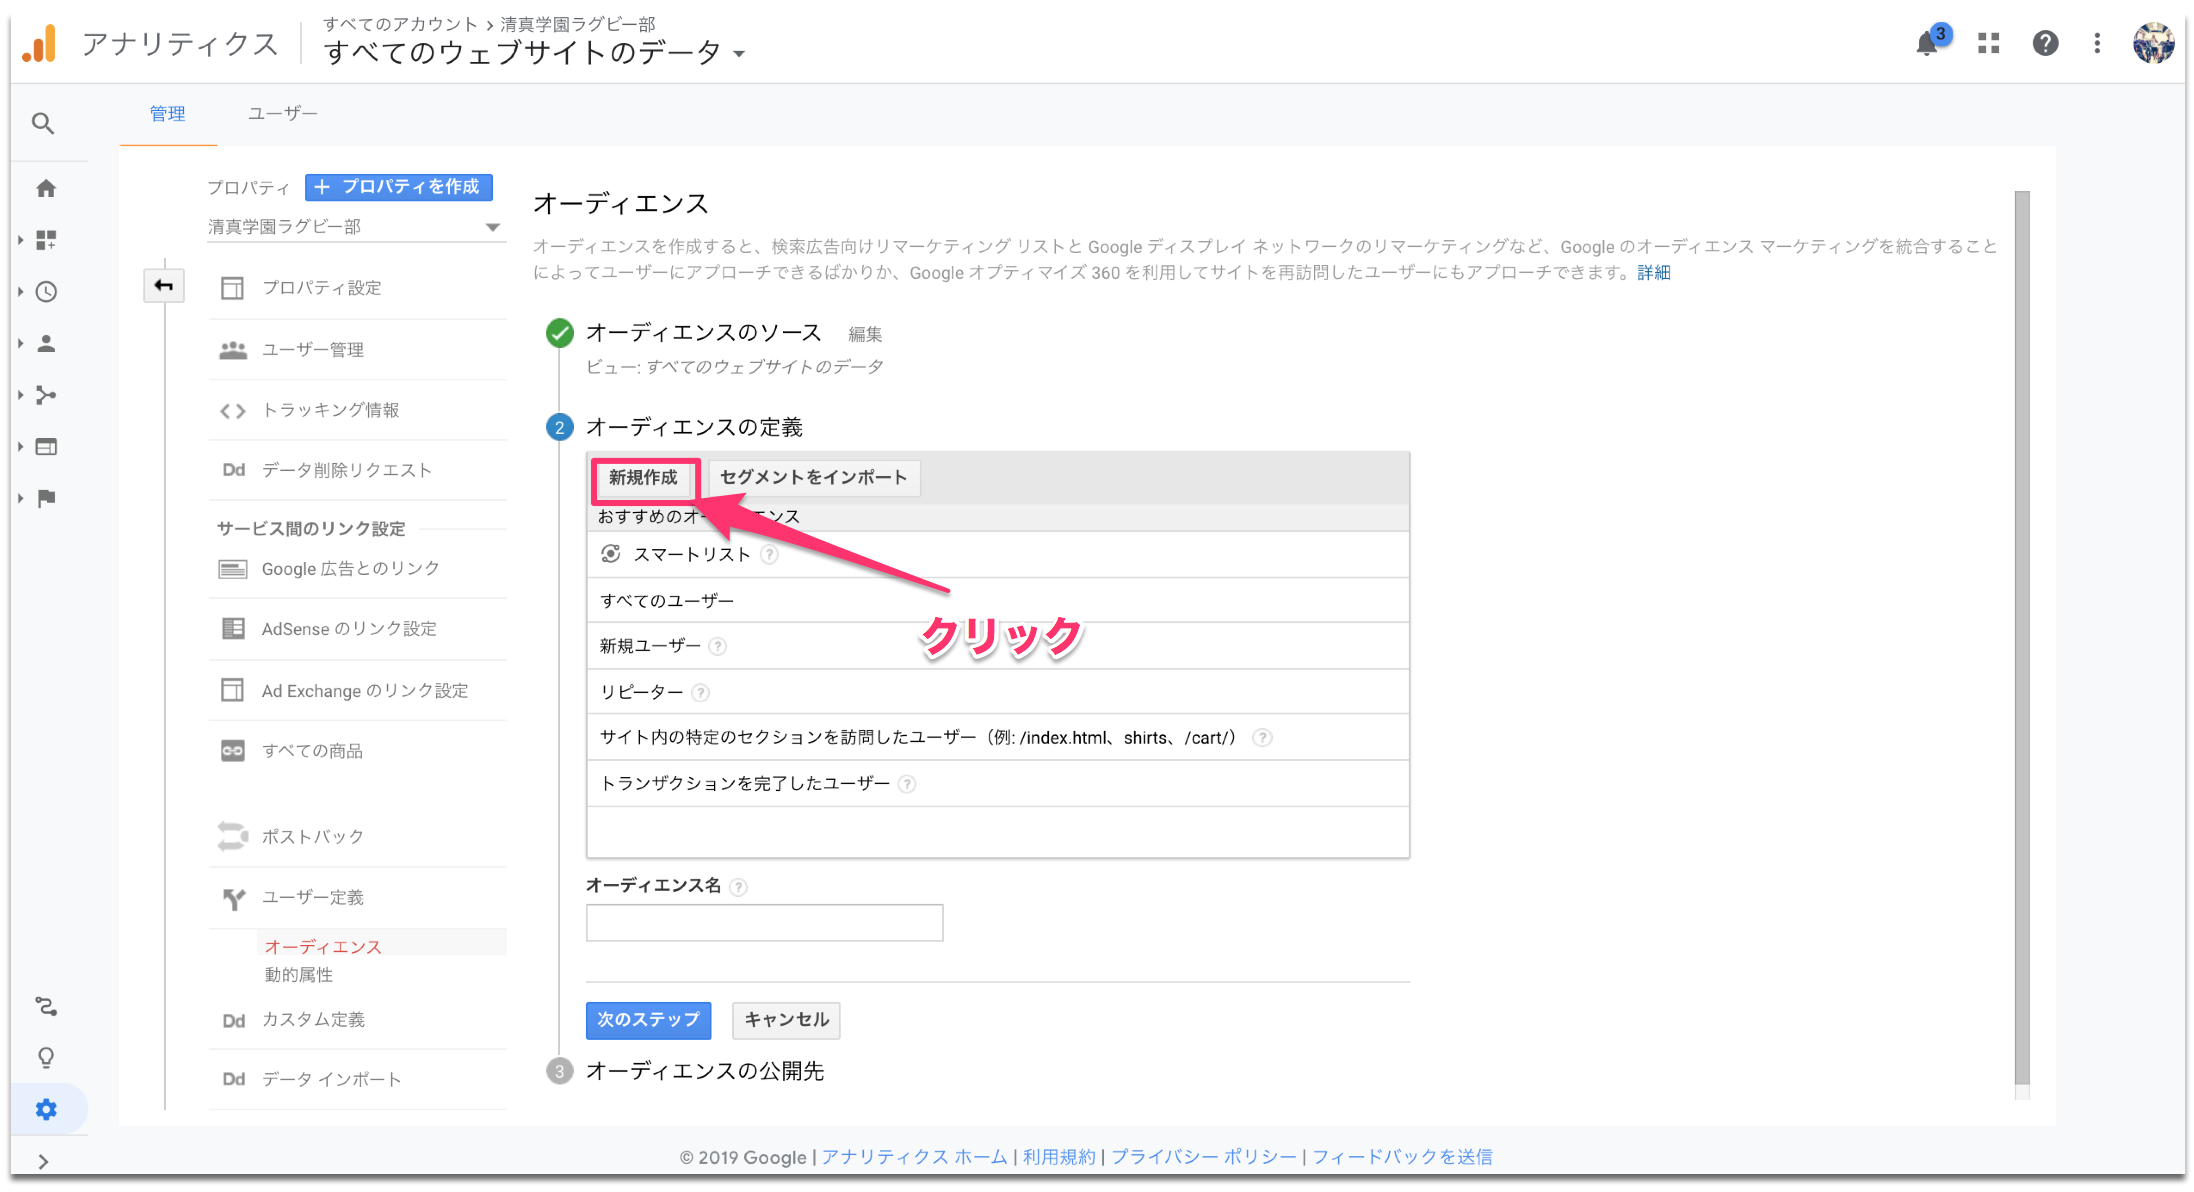 アナリティクス
すべてのアカウント > 清真学園ラグビー部
すべてのウェブサイトのデータ
3
管理
ユーザー
プロパティ
+ プロパティを作成
清真学園ラグビー部
プロパティ設定
ユーザー管理
トラッキング情報
Dd データ削除リクエスト
サービス間のリンク設定
Google 広告とのリンク
AdSense のリンク設定
Ad Exchange のリンク設定
すべての商品
ポストバック
ユーザー定義
オーディエンス
動的属性
Dd カスタム定義
Dd データ インポート
オーディエンス
オーディエンスを作成すると、検索広告向けリマーケティング リストと Google ディスプレイ ネットワークのリマーケティングなど、Google のオーディエンス マーケティングを統合すること
によってユーザーにアプローチできるばかりか、Google オプティマイズ 360 を利用してサイトを再訪問したユーザーにもアプローチできます。詳細
オーディエンスのソース 編集
ビュー: すべてのウェブサイトのデータ
2 オーディエンスの定義
新規作成 セグメントをインポート
おすすめのオーエンス
スマートリスト ?
すべてのユーザー
新規ユーザー ?
クリック
リピーター ?
サイト内の特定のセクションを訪問したユーザー（例: /index.html、shirts、/cart/） ?
トランザクションを完了したユーザー ?
オーディエンス名 ?
次のステップ キャンセル
3 オーディエンスの公開先
© 2019 Google | アナリティクス ホーム | 利用規約 | プライバシー ポリシー | フィードバックを送信